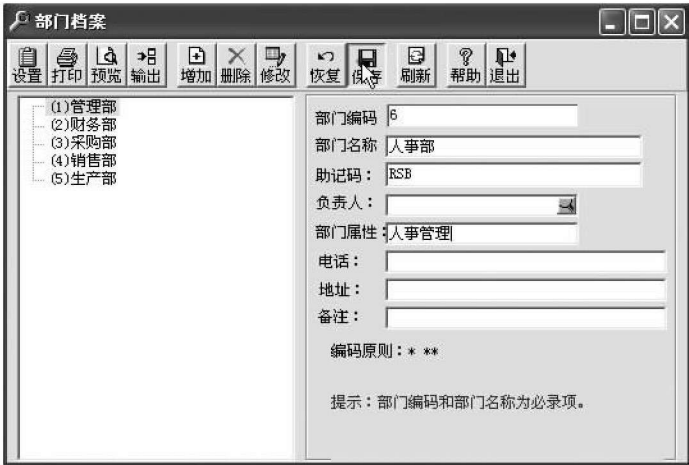 部门档案
设置 打印 预览 输出 增加 删除 修改 恢复 保存 刷新 帮助 退出
(1)管理部
(2)财务部
(3)采购部
(4)销售部
(5)生产部
部门编码 6
部门名称 人事部
助记码： RSB
负责人：
部门属性：人事管理
电话：
地址：
备注：
编码原则：* **
提示：部门编码和部门名称为必录项。